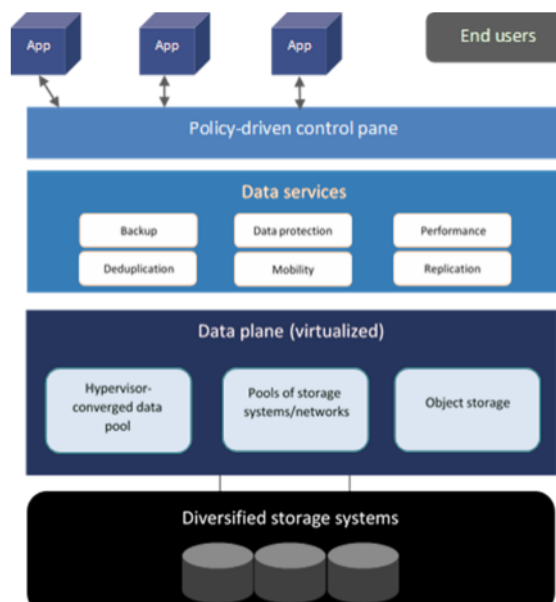 App
App
App
End users
Policy-driven control pane
Data services
Backup
Data protection
Performance
Deduplication
Mobility
Replication
Data plane (virtualized)
Hypervisor-
converged data
pool
Pools of storage
systems/networks
Object storage
Diversified storage systems